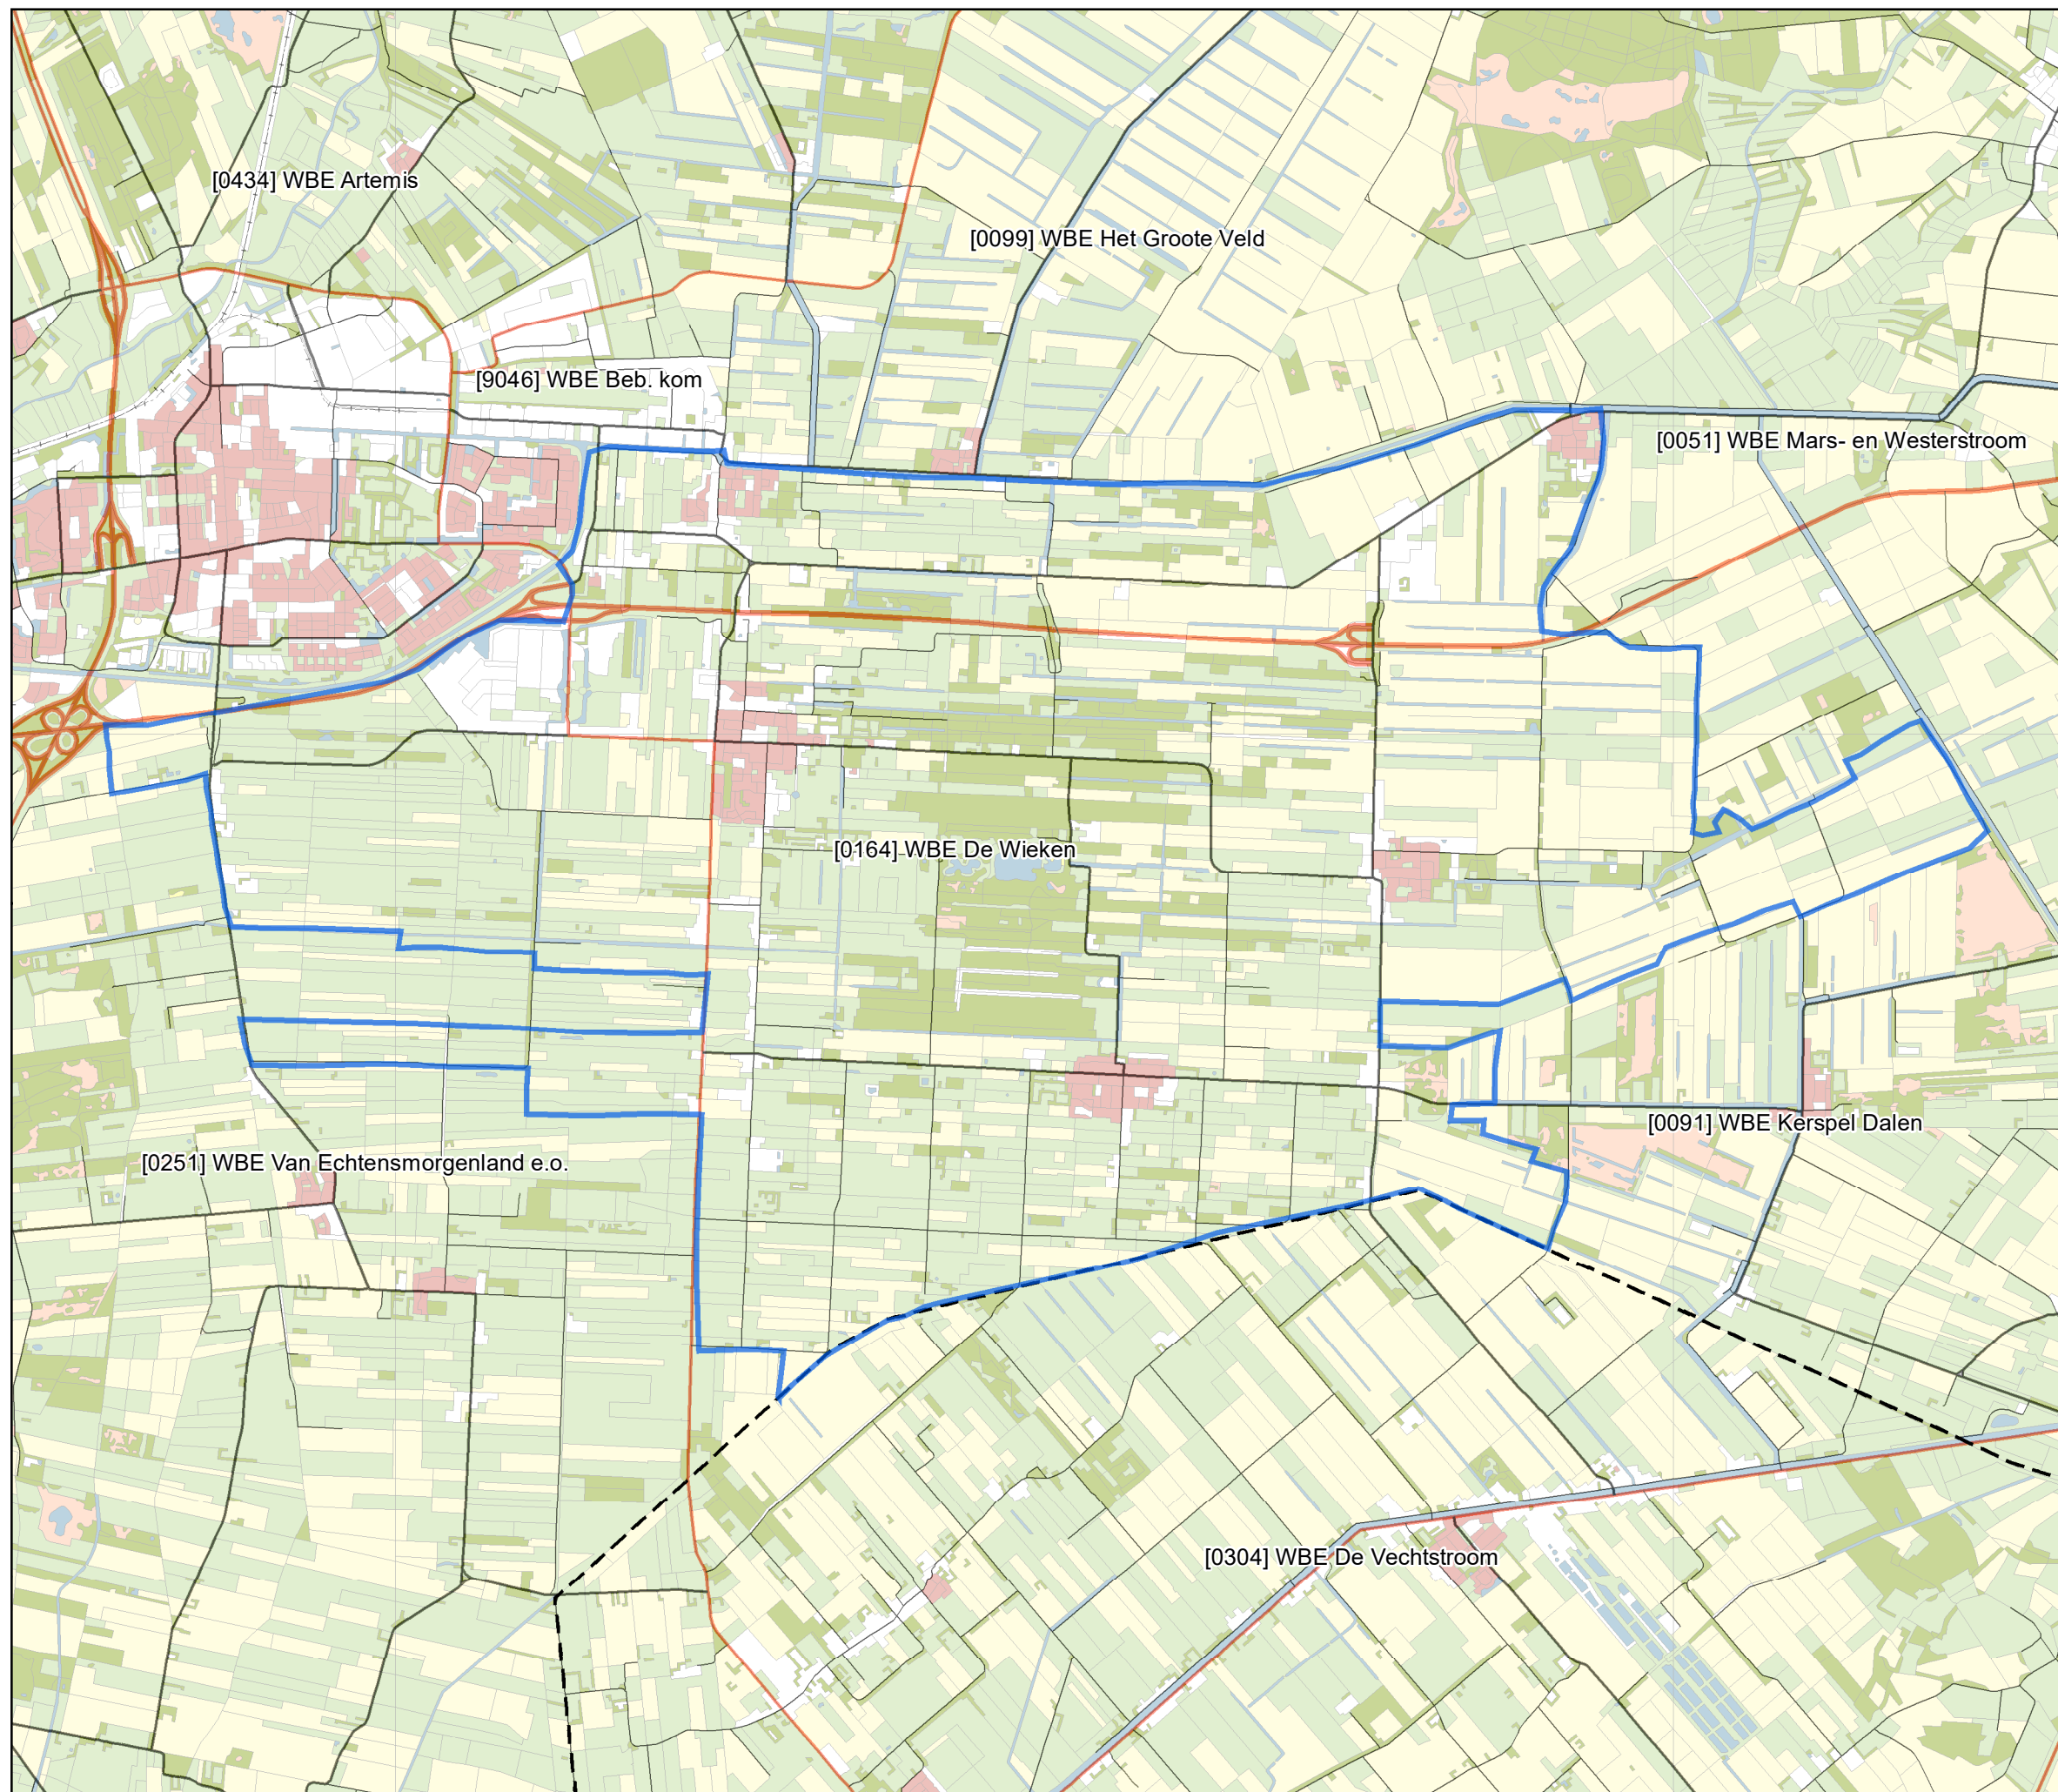 [0434] WBE Artemis
[0099] WBE Het Groote Veld
[9046] WBE Beb. kom
[0051] WBE Mars- en Westerstroom
[0164] WBE De Wieken
[0091] WBE Kerspel Dalen
[0251] WBE Van Echtensmorgenland e.o.
[0304] WBE De Vechtstroom